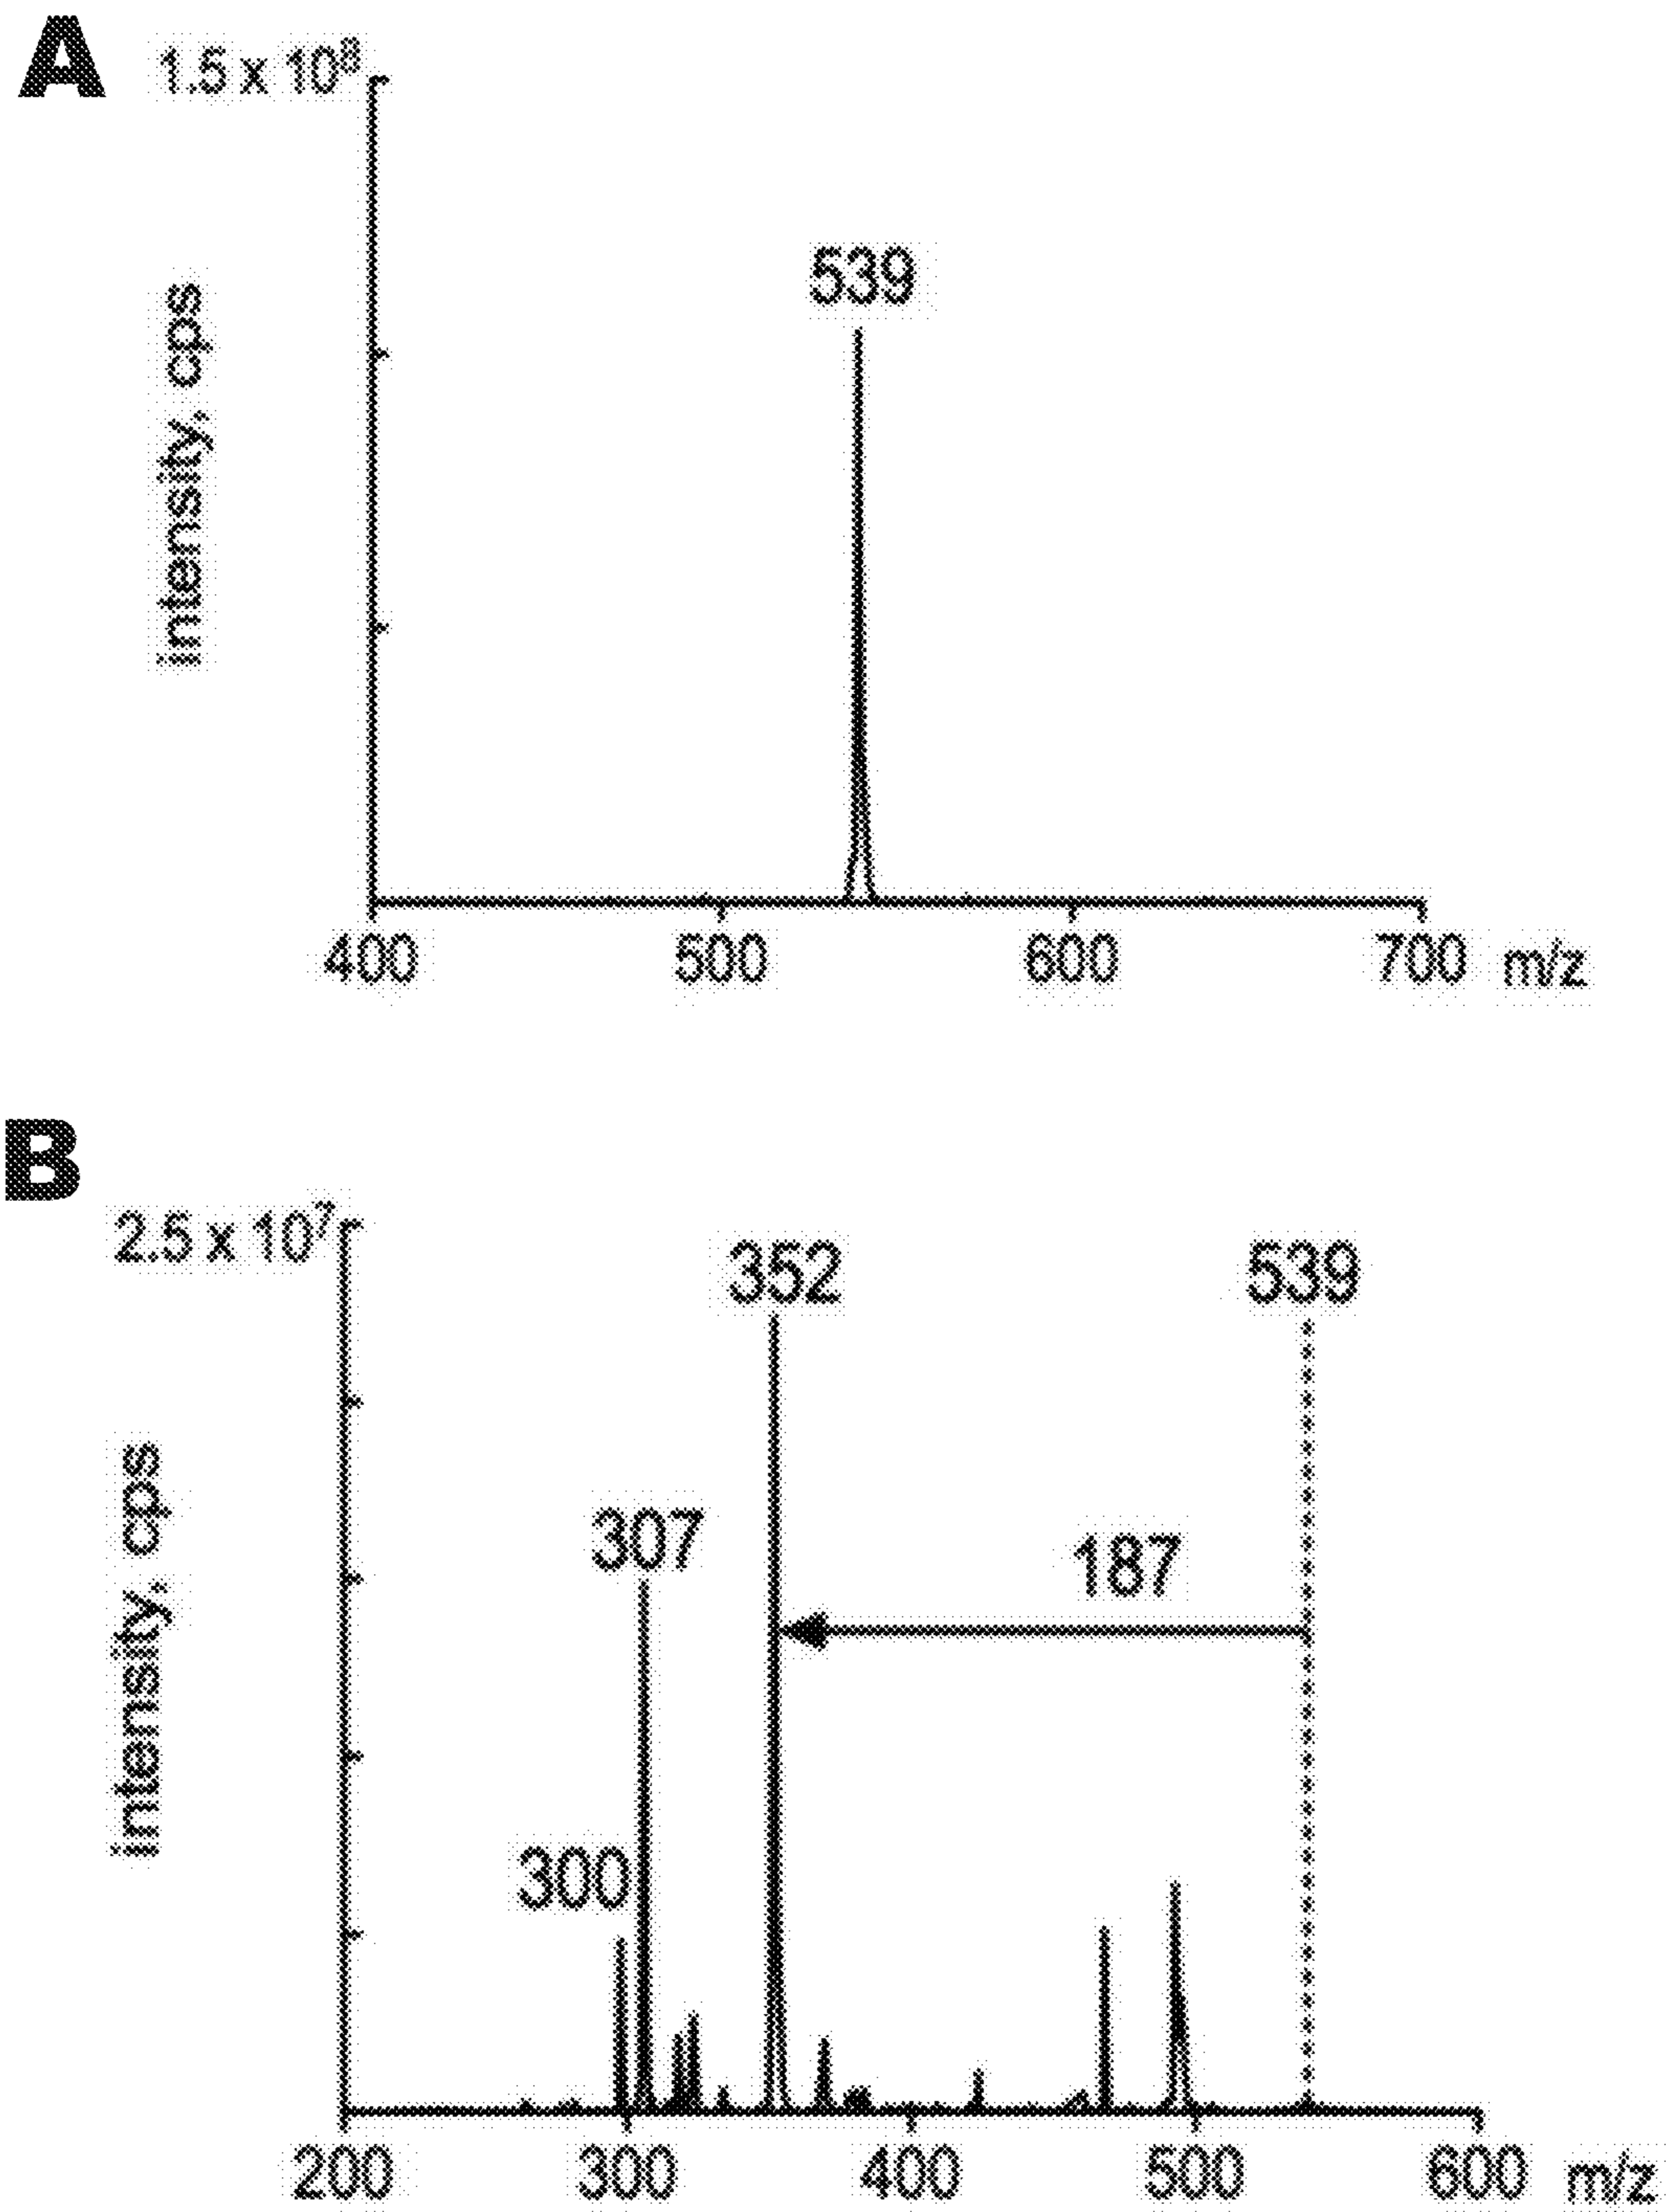 A
1.5 x 10⁸
intensity, cps
539
400 500 600 700 m/z
B
2.5 x 10⁷
intensity, cps
352 539
307
187
300
200 300 400 500 600 m/z